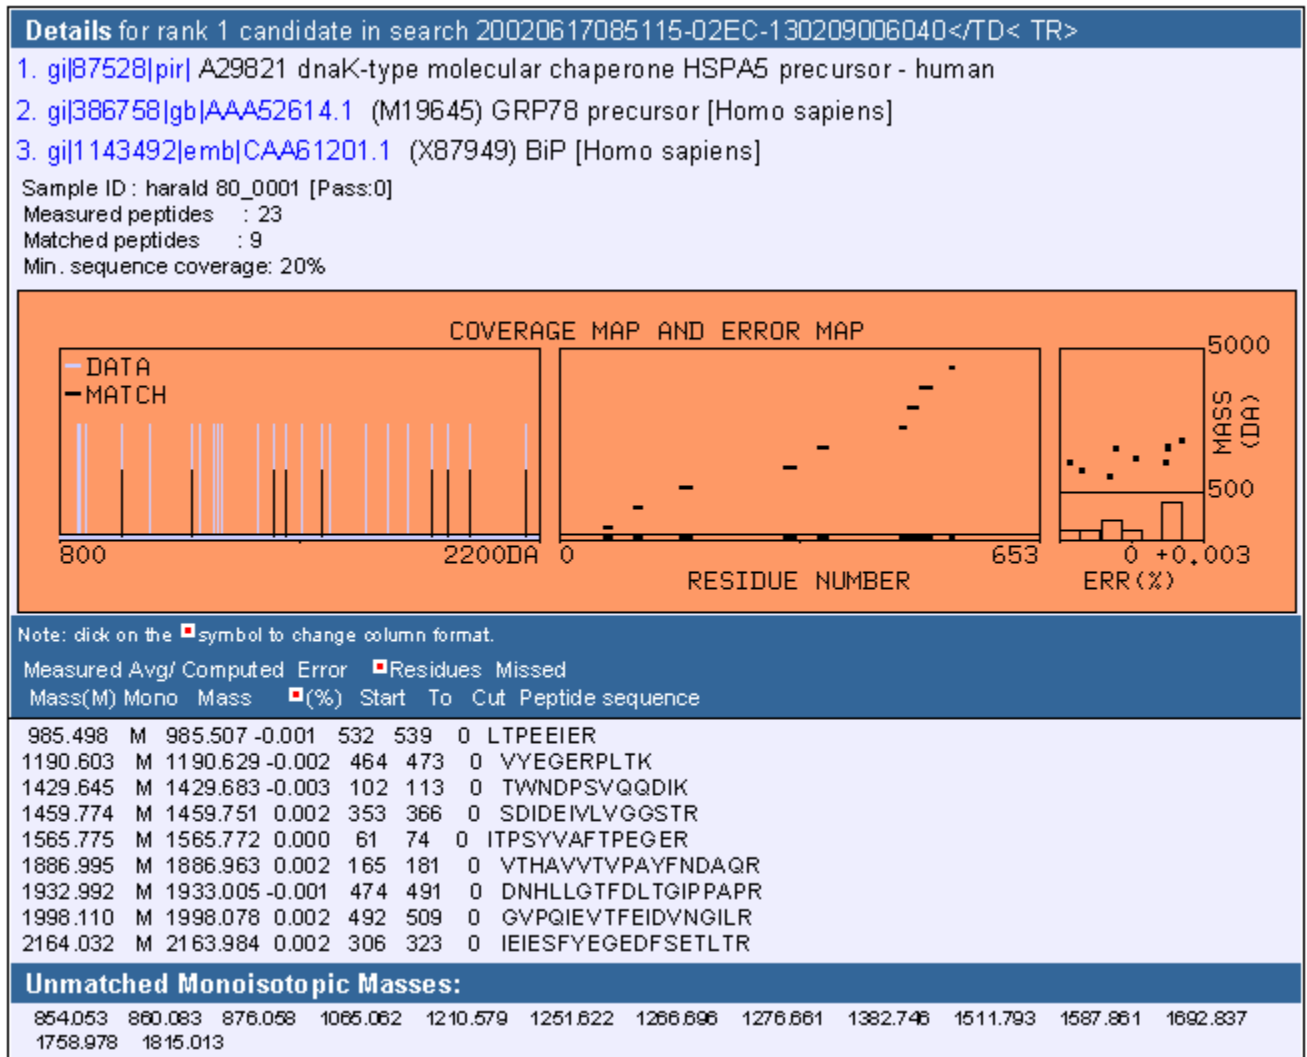 Details for rank 1 candidate in search 20020617085115-02EC-130209006040</TD< TR>
1. gi|87528|pir| A29821 dnaK-type molecular chaperone HSPA5 precursor - human
2. gi|386758|gb|AAA52614.1 (M19645) GRP78 precursor [Homo sapiens]
3. gi|1143492|emb|CAA61201.1 (X87949) BiP [Homo sapiens]
Sample ID : harald 80_0001 [Pass:0]
Measured peptides : 23
Matched peptides : 9
Min. sequence coverage: 20%
COVERAGE MAP AND ERROR MAP
DATA
MATCH
5000
MASS (DA)
500
800 2200DA 0 653 0 +0.003
RESIDUE NUMBER ERR(%)
Note: click on the symbol to change column format.
Measured Avg/ Computed Error Residues Missed
Mass(M) Mono Mass (%) Start To Cut Peptide sequence
985.498 M 985.507 -0.001 532 539 0 LTPEEIER
1190.603 M 1190.629 -0.002 464 473 0 VYEGERPLTK
1429.645 M 1429.683 -0.003 102 113 0 TWNDPSVQQDIK
1459.774 M 1459.751 0.002 353 366 0 SDIDEIVLVGGSTR
1565.775 M 1565.772 0.000 61 74 0 ITPSYVAFTPEGER
1886.995 M 1886.963 0.002 165 181 0 VTHAVVTVPAYFNDAQR
1932.992 M 1933.005 -0.001 474 491 0 DNHLLGTFDLTGIPPAPR
1998.110 M 1998.078 0.002 492 509 0 GVPQIEVTFEIDVNGILR
2164.032 M 2163.984 0.002 306 323 0 IEIESFYEGEDFSETLTR
Unmatched Monoisotopic Masses:
854.053 860.083 876.058 1065.062 1210.579 1251.622 1266.696 1276.661 1382.746 1511.793 1587.861 1692.837
1758.978 1815.013